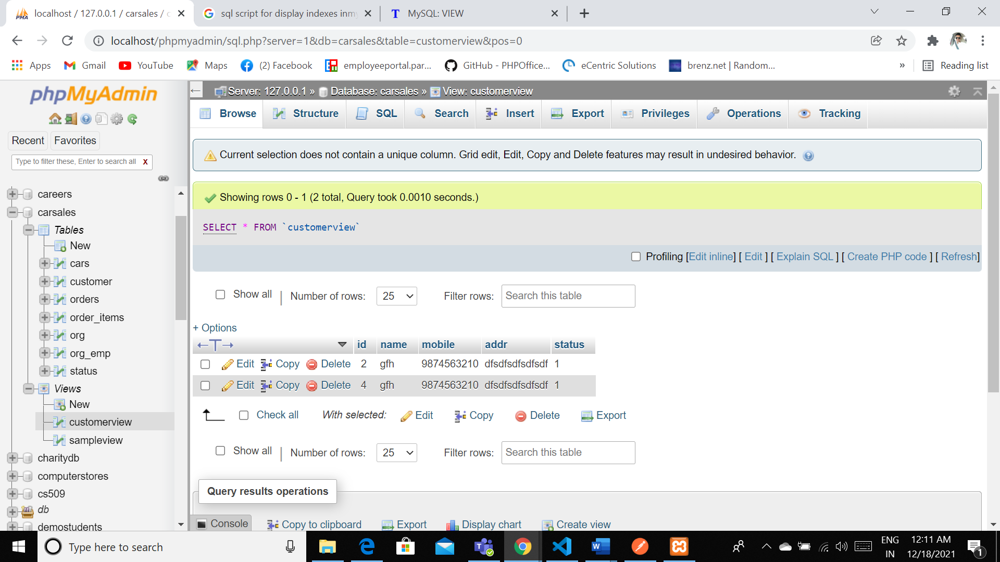 localhost / 127.0.0.1 / carsales / c
sql script for display indexes inmy
MySQL: VIEW
localhost/phpmyadmin/sql.php?server=1&db=carsales&table=customerview&pos=0
Apps
Gmail
YouTube
Maps
(2) Facebook
employeeportal.par...
GitHub - PHPOffice...
eCentric Solutions
brenz.net | Random...
»
Reading list
phpMyAdmin
Recent
Favorites
Type to filter these, Enter to search all X
careers
carsales
Tables
New
cars
customer
orders
order_items
org
org_emp
status
Views
New
customerview
sampleview
charitydb
computerstores
cs509
db
demostudents
Server: 127.0.0.1 » Database: carsales » View: customerview
Browse
Structure
SQL
Search
Insert
Export
Privileges
Operations
Tracking
Current selection does not contain a unique column. Grid edit, Edit, Copy and Delete features may result in undesired behavior.
Showing rows 0 - 1 (2 total, Query took 0.0010 seconds.)
SELECT * FROM `customerview`
Profiling [Edit inline] [ Edit ] [ Explain SQL ] [ Create PHP code ] [ Refresh]
Show all | Number of rows: 25 Filter rows: Search this table
+ Options
←T→ id name mobile addr status
Edit Copy Delete 2 gfh 9874563210 dfsdfsdfsdfsdf 1
Edit Copy Delete 4 gfh 9874563210 dfsdfsdfsdfsdf 1
Check all With selected: Edit Copy Delete Export
Show all | Number of rows: 25 Filter rows: Search this table
Query results operations
Console
Copy to clipboard
Export
Display chart
Create view
Type here to search
ENG
IN
12:11 AM
12/18/2021
1